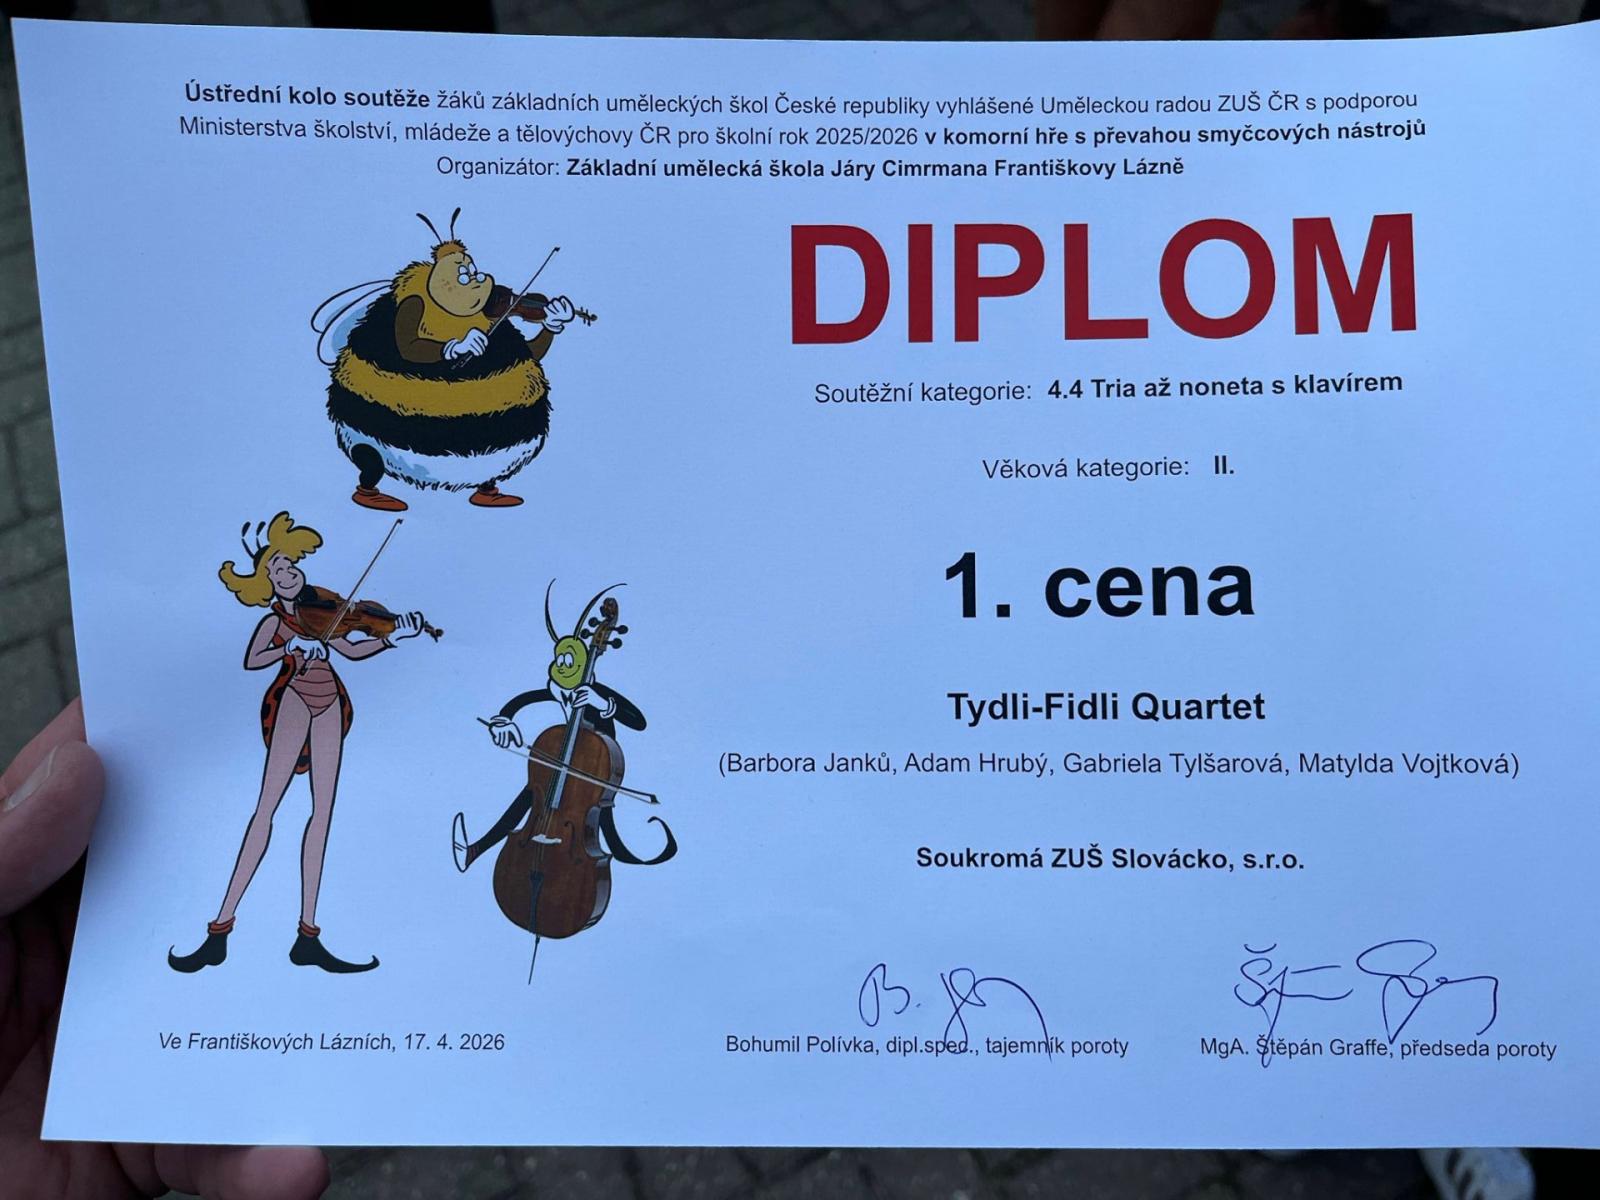 Ústřední kolo soutěže žáků základních uměleckých škol České republiky vyhlášené Uměleckou radou ZUŠ ČR s podporou
Ministerstva školství, mládeže a tělovýchovy ČR pro školní rok 2025/2026 v komorní hře s převahou smyčcových nástrojů
Organizátor: Základní umělecká škola Járy Cimrmana Františkovy Lázně
DIPLOM
Soutěžní kategorie: 4.4 Tria až noneta s klavírem
Věková kategorie: II.
1. cena
Tydli-Fidli Quartet
(Barbora Janků, Adam Hrubý, Gabriela Tylšarová, Matylda Vojtková)
Soukromá ZUŠ Slovácko, s.r.o.
Ve Františkových Lázních, 17. 4. 2026
Bohumil Polívka, dipl.spec., tajemník poroty
MgA. Štěpán Graffe, předseda poroty